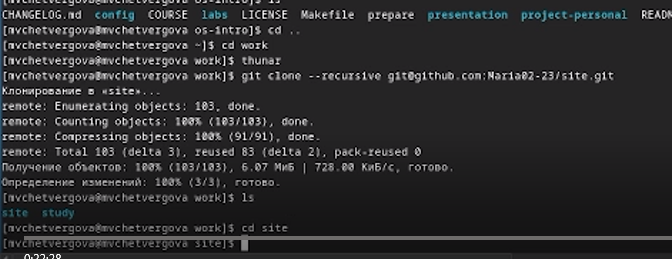 [mvchetvergova@mvchetvergova os-intro]$ ls
CHANGELOG.md config COURSE labs LICENSE Makefile prepare presentation project-personal READM
[mvchetvergova@mvchetvergova os-intro]$ cd ..
[mvchetvergova@mvchetvergova ~]$ cd work
[mvchetvergova@mvchetvergova work]$ thunar
[mvchetvergova@mvchetvergova work]$ git clone --recursive git@github.com:Maria02-23/site.git
Клонирование в «site»...
remote: Enumerating objects: 103, done.
remote: Counting objects: 100% (103/103), done.
remote: Compressing objects: 100% (91/91), done.
remote: Total 103 (delta 3), reused 83 (delta 2), pack-reused 0
Получение объектов: 100% (103/103), 6.07 МиБ | 728.00 КиБ/с, готово.
Определение изменений: 100% (3/3), готово.
[mvchetvergova@mvchetvergova work]$ ls
site study
[mvchetvergova@mvchetvergova work]$ cd site
[mvchetvergova@mvchetvergova site]$
0:22:28